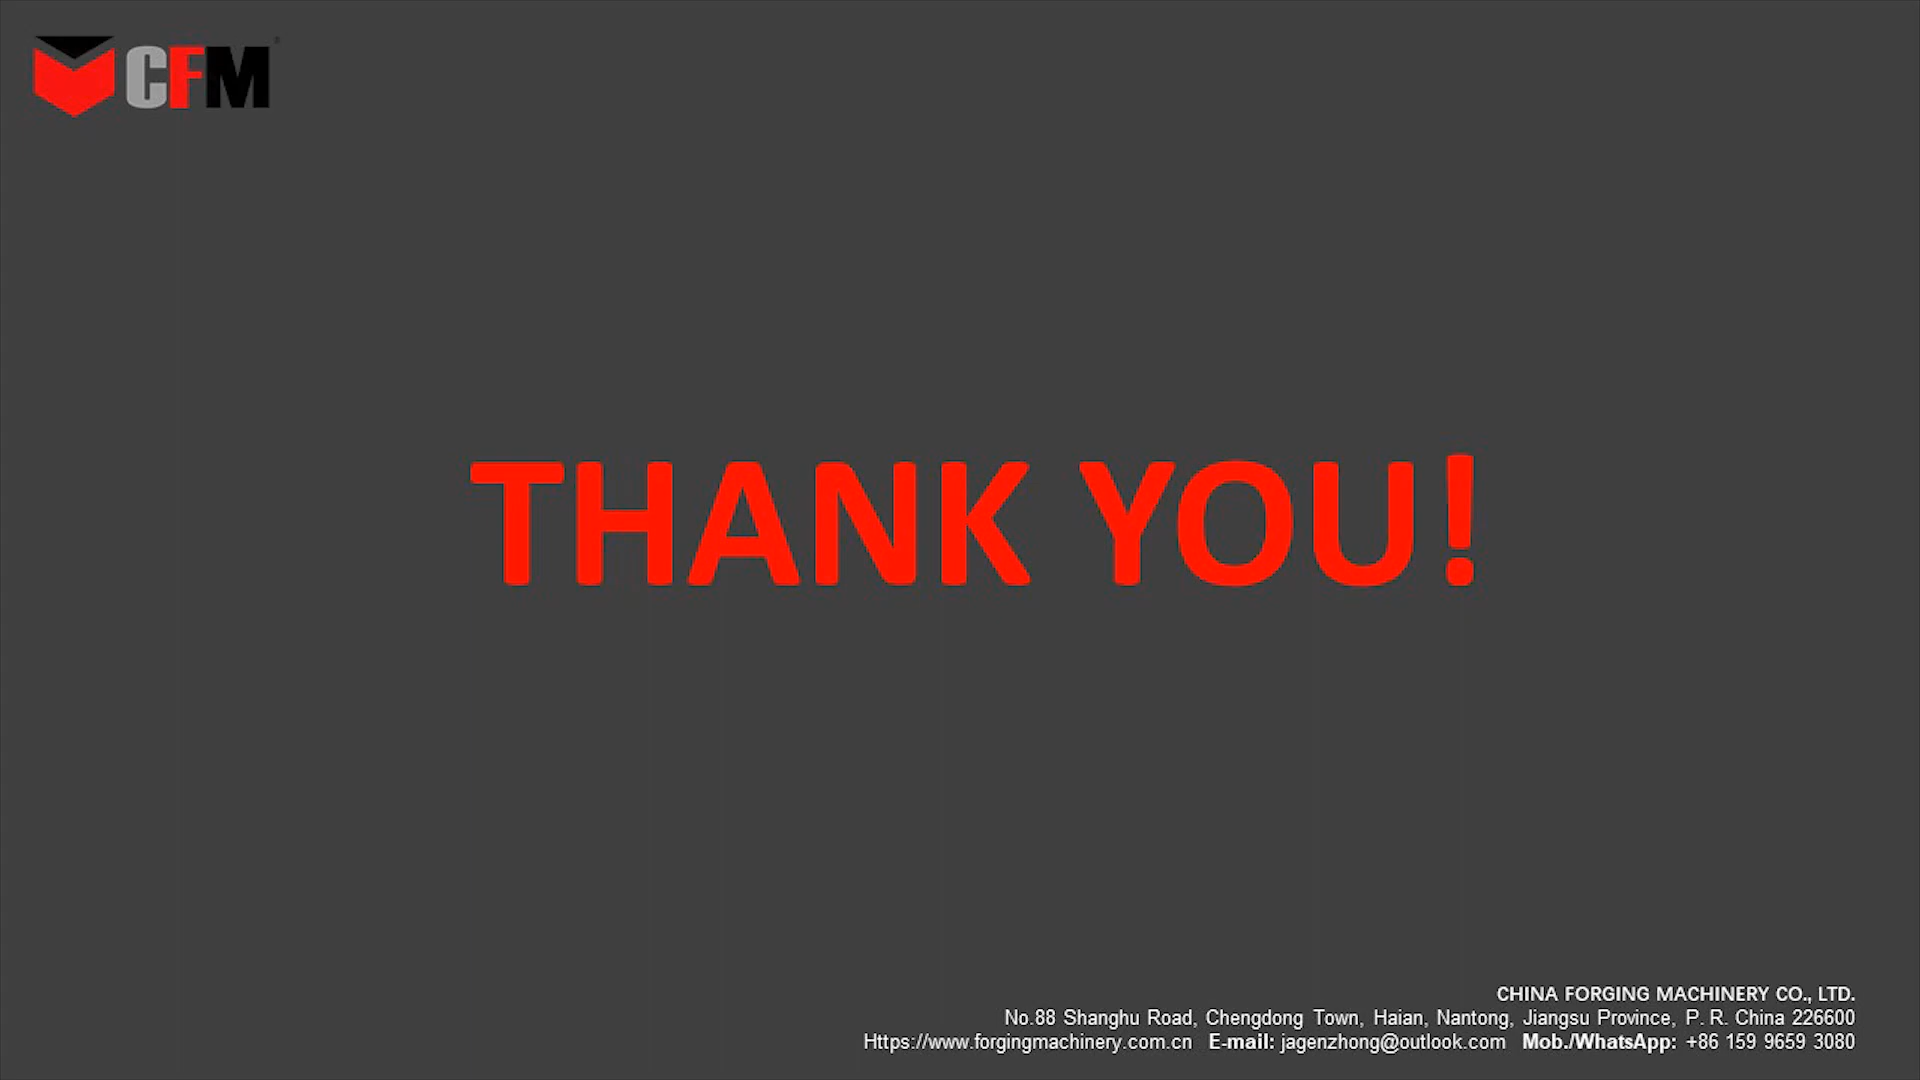 CFM
THANK YOU!
CHINA FORGING MACHINERY CO., LTD.
No.88 Shanghu Road, Chengdong Town, Haian, Nantong, Jiangsu Province, P. R. China 226600
Https://www.forgingmachinery.com.cn E-mail: jagenzhong@outlook.com Mob./WhatsApp: +86 159 9659 3080